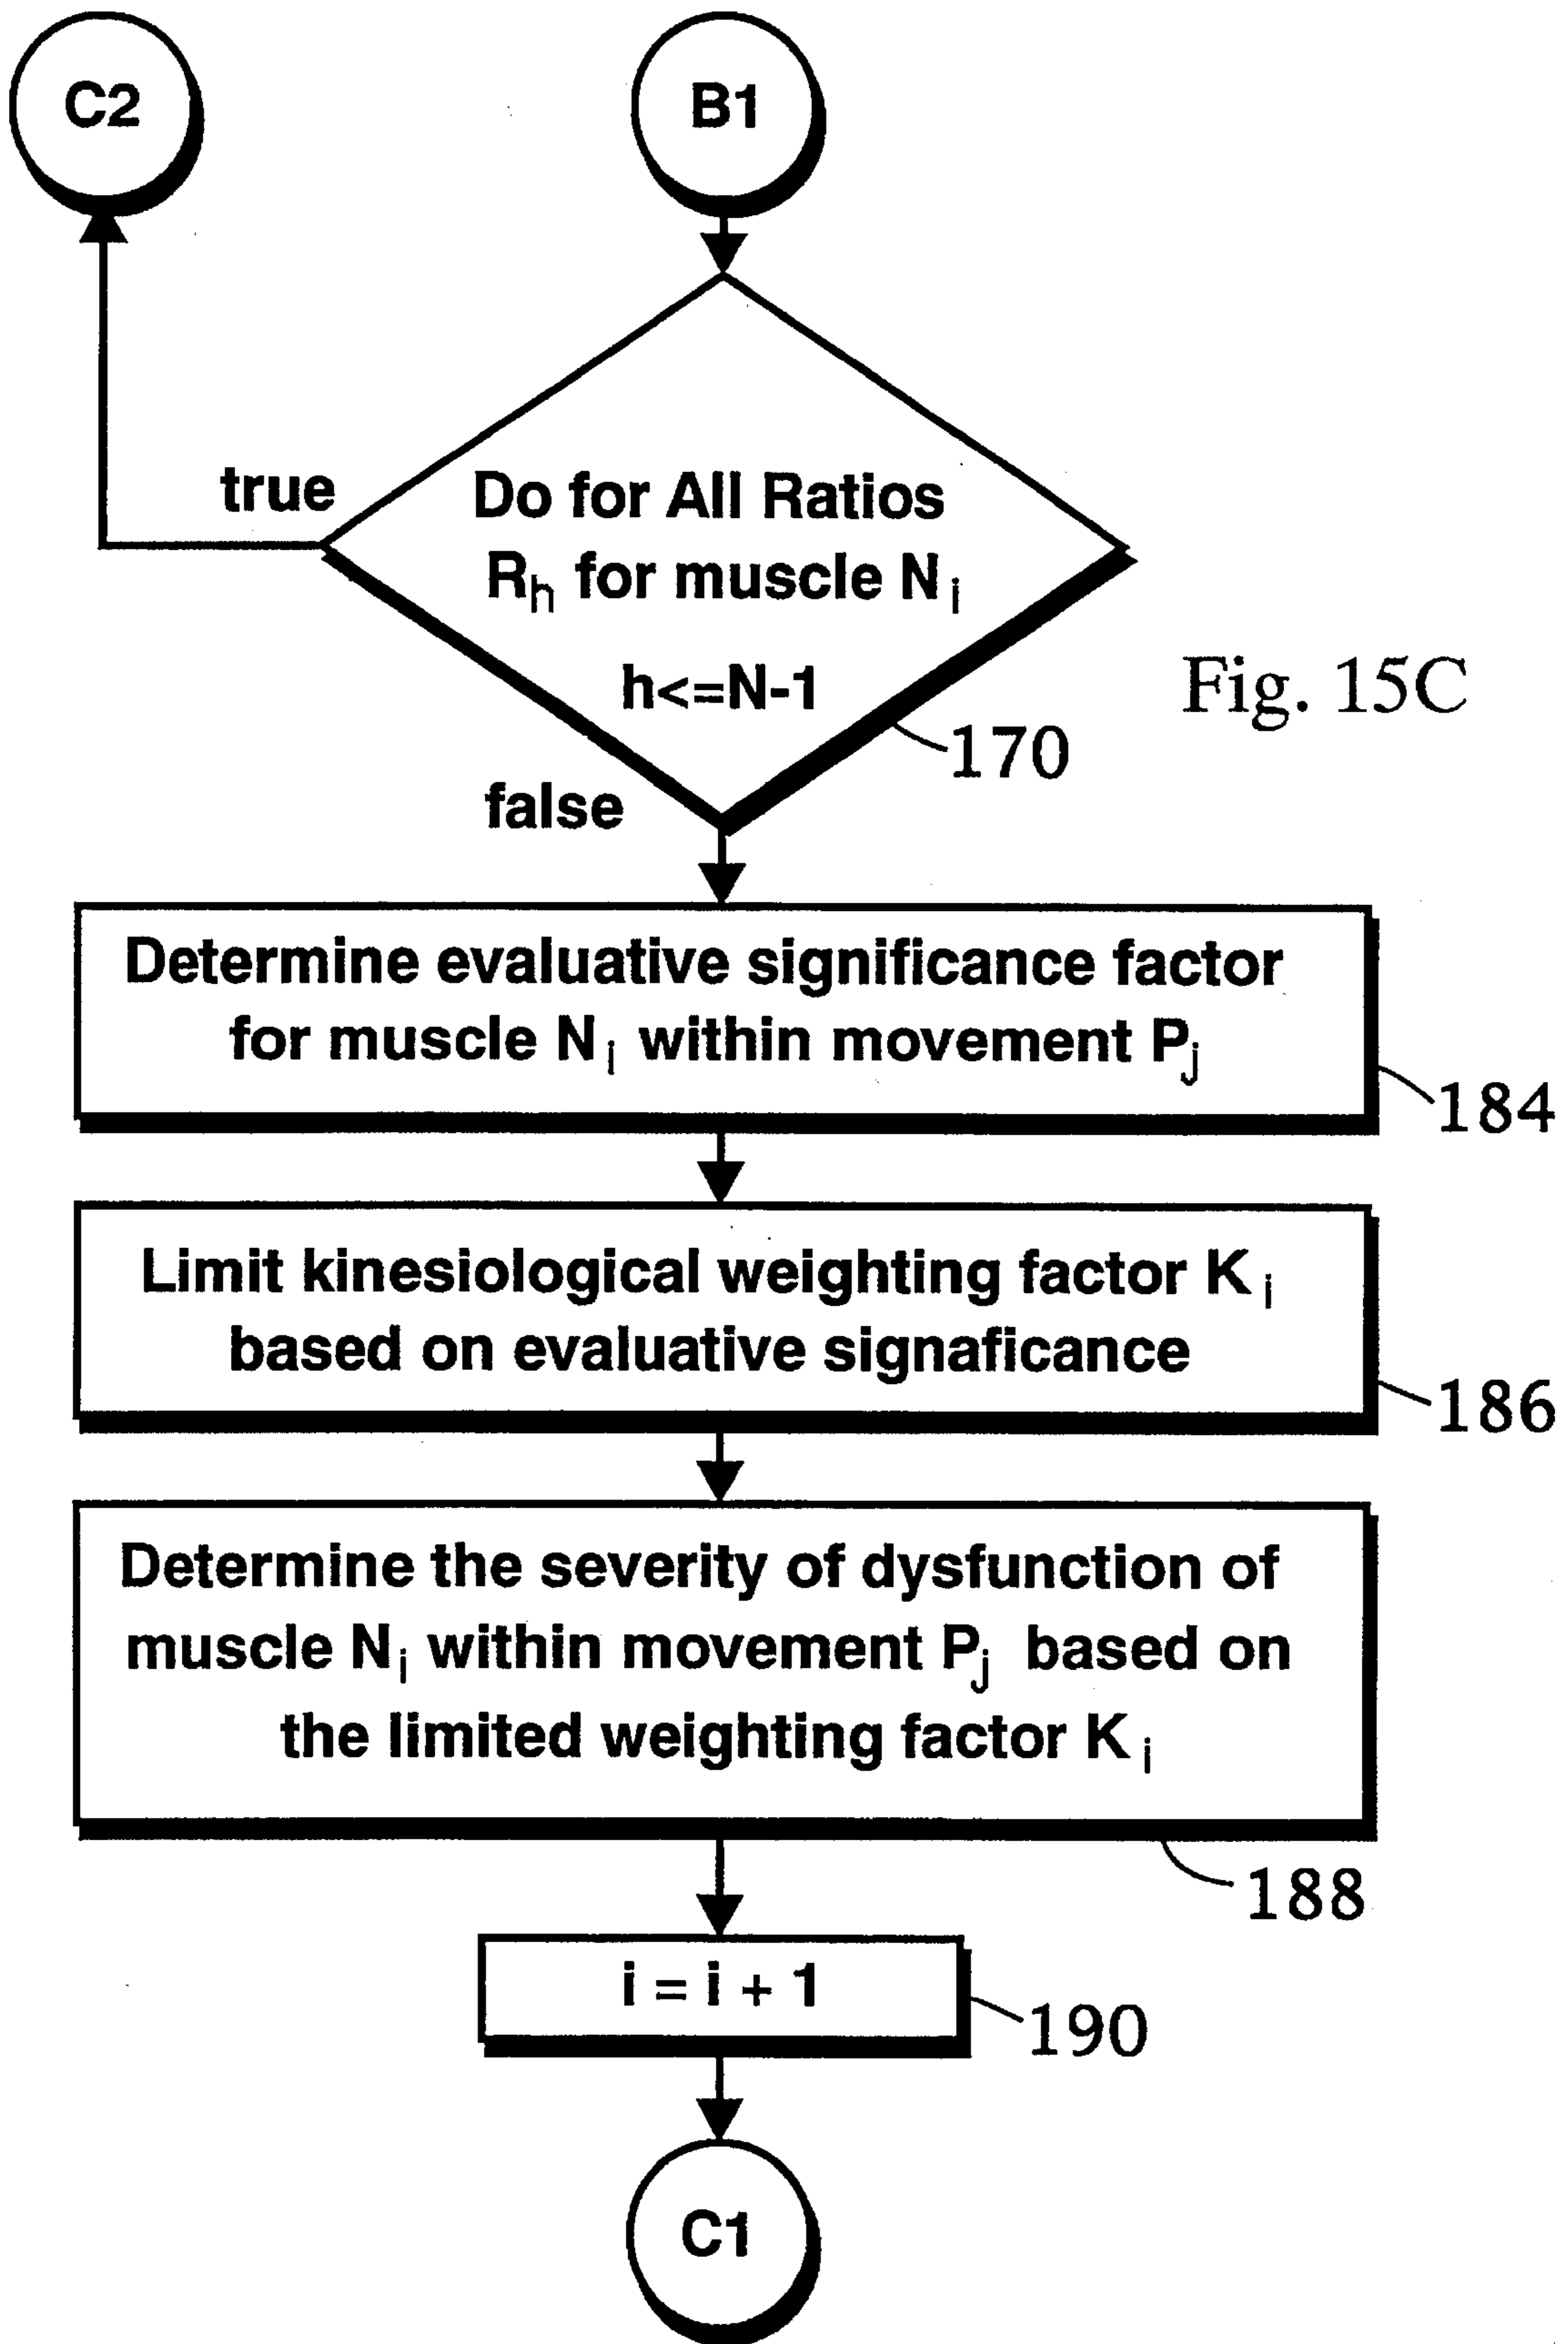 C2
B1
true
Do for All Ratios
Rh for muscle Ni
h<=N-1
Fig. 15C
170
false
Determine evaluative significance factor
for muscle Ni within movement Pj
184
Limit kinesiological weighting factor Ki
based on evaluative signaficance
186
Determine the severity of dysfunction of
muscle Ni within movement Pj based on
the limited weighting factor Ki
188
i = i + 1
190
C1